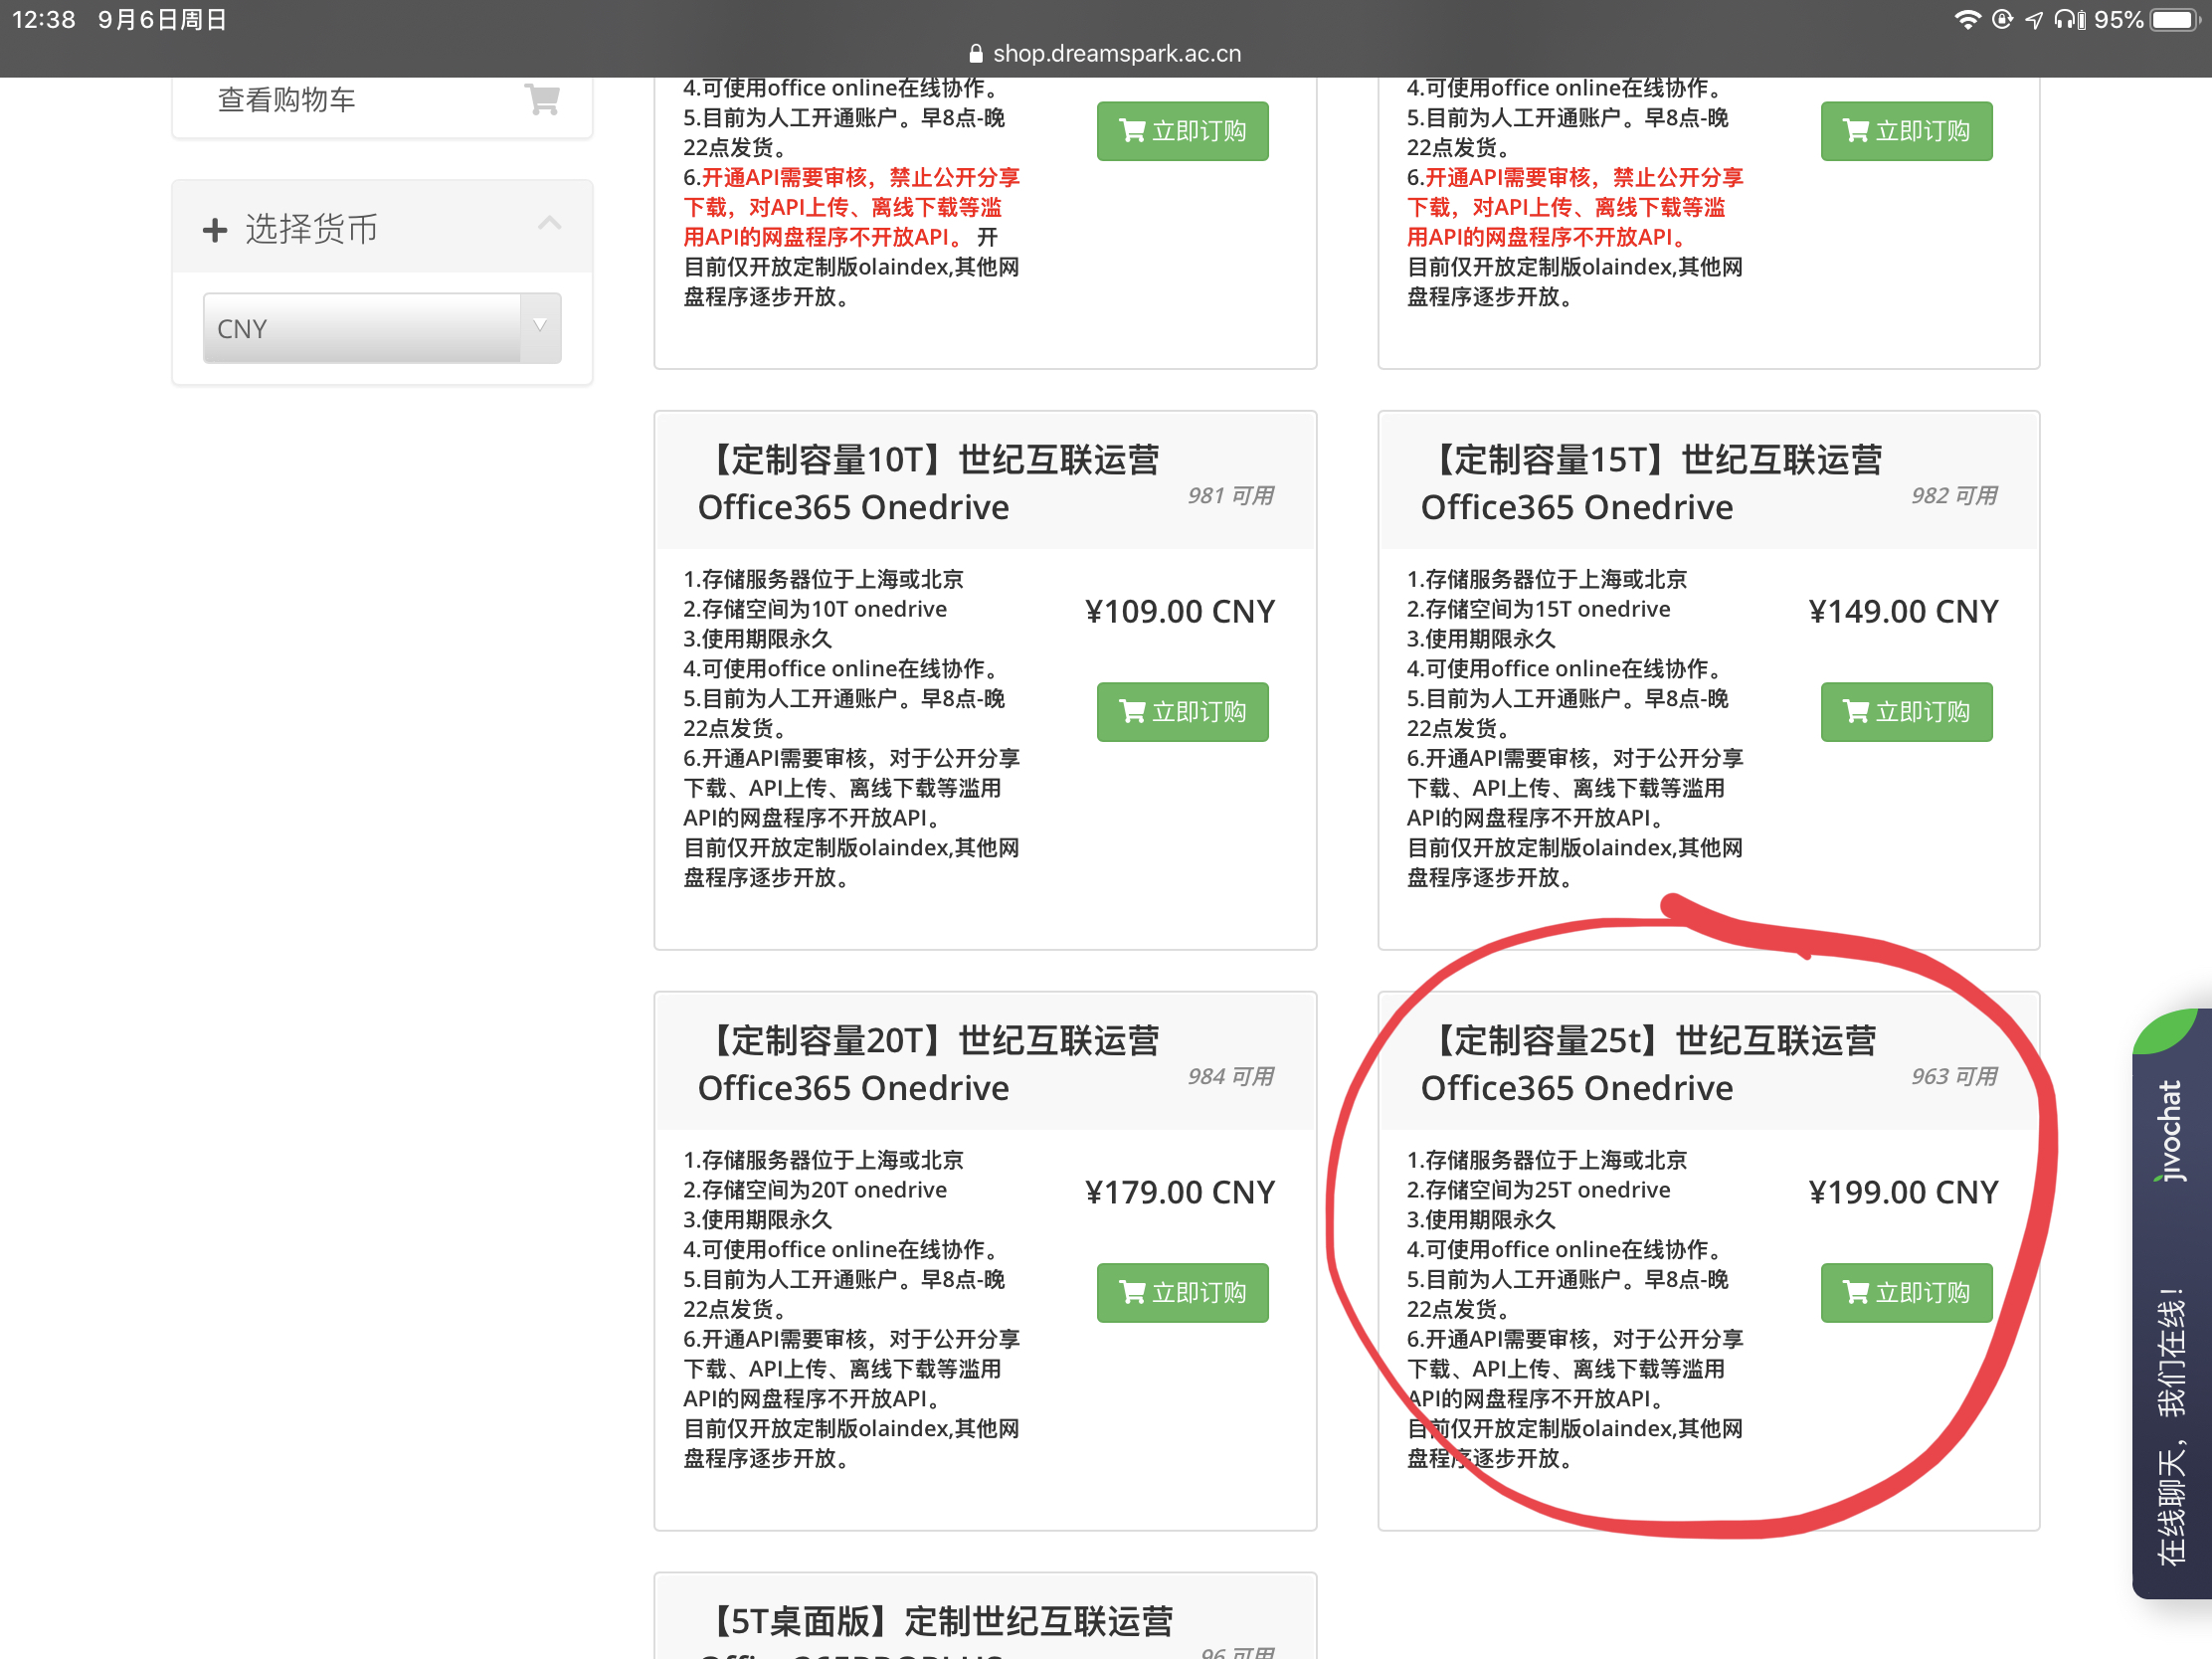 12:38 9月6日周日
95%
shop.dreamspark.ac.cn
查看购物车
选择货币
CNY
4.可使用office online在线协作。
5.目前为人工开通账户。早8点-晚
22点发货。
6.开通API需要审核，禁止公开分享
下载，对API上传、离线下载等滥
用API的网盘程序不开放API。 开
目前仅开放定制版olaindex,其他网
盘程序逐步开放。
立即订购
4.可使用office online在线协作。
5.目前为人工开通账户。早8点-晚
22点发货。
6.开通API需要审核，禁止公开分享
下载，对API上传、离线下载等滥
用API的网盘程序不开放API。
目前仅开放定制版olaindex,其他网
盘程序逐步开放。
立即订购
【定制容量10T】世纪互联运营
Office365 Onedrive
981 可用
1.存储服务器位于上海或北京
2.存储空间为10T onedrive
3.使用期限永久
4.可使用office online在线协作。
5.目前为人工开通账户。早8点-晚
22点发货。
6.开通API需要审核，对于公开分享
下载、API上传、离线下载等滥用
API的网盘程序不开放API。
目前仅开放定制版olaindex,其他网
盘程序逐步开放。
¥109.00 CNY
立即订购
【定制容量15T】世纪互联运营
Office365 Onedrive
982 可用
1.存储服务器位于上海或北京
2.存储空间为15T onedrive
3.使用期限永久
4.可使用office online在线协作。
5.目前为人工开通账户。早8点-晚
22点发货。
6.开通API需要审核，对于公开分享
下载、API上传、离线下载等滥用
API的网盘程序不开放API。
目前仅开放定制版olaindex,其他网
盘程序逐步开放。
¥149.00 CNY
立即订购
【定制容量20T】世纪互联运营
Office365 Onedrive
984 可用
1.存储服务器位于上海或北京
2.存储空间为20T onedrive
3.使用期限永久
4.可使用office online在线协作。
5.目前为人工开通账户。早8点-晚
22点发货。
6.开通API需要审核，对于公开分享
下载、API上传、离线下载等滥用
API的网盘程序不开放API。
目前仅开放定制版olaindex,其他网
盘程序逐步开放。
¥179.00 CNY
立即订购
【定制容量25t】世纪互联运营
Office365 Onedrive
963 可用
1.存储服务器位于上海或北京
2.存储空间为25T onedrive
3.使用期限永久
4.可使用office online在线协作。
5.目前为人工开通账户。早8点-晚
22点发货。
6.开通API需要审核，对于公开分享
下载、API上传、离线下载等滥用
API的网盘程序不开放API。
目前仅开放定制版olaindex,其他网
盘程序逐步开放。
¥199.00 CNY
立即订购
【5T桌面版】定制世纪互联运营
Office365PROPLUS
96 可用
在线聊天，我们在线！
jivochat